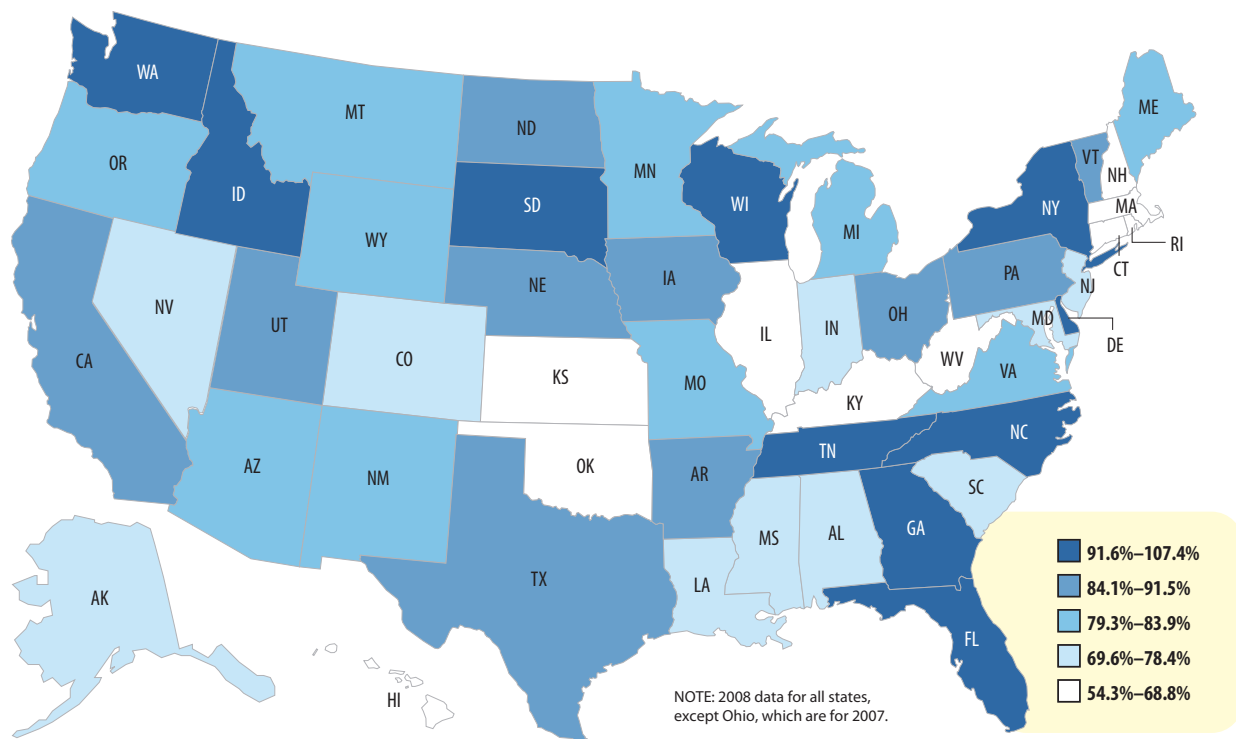 WA
MT
ND
MN
ME
OR
ID
SD
WI
VT
NH
NY
MA
RI
CT
WY
MI
NE
IA
PA
NJ
NV
UT
CO
IL
IN
OH
MD
DE
CA
KS
MO
WV
VA
KY
AZ
NM
OK
AR
TN
NC
SC
MS
AL
GA
TX
LA
AK
FL
HI
91.6%–107.4%
84.1%–91.5%
79.3%–83.9%
69.6%–78.4%
54.3%–68.8%
NOTE: 2008 data for all states,
except Ohio, which are for 2007.